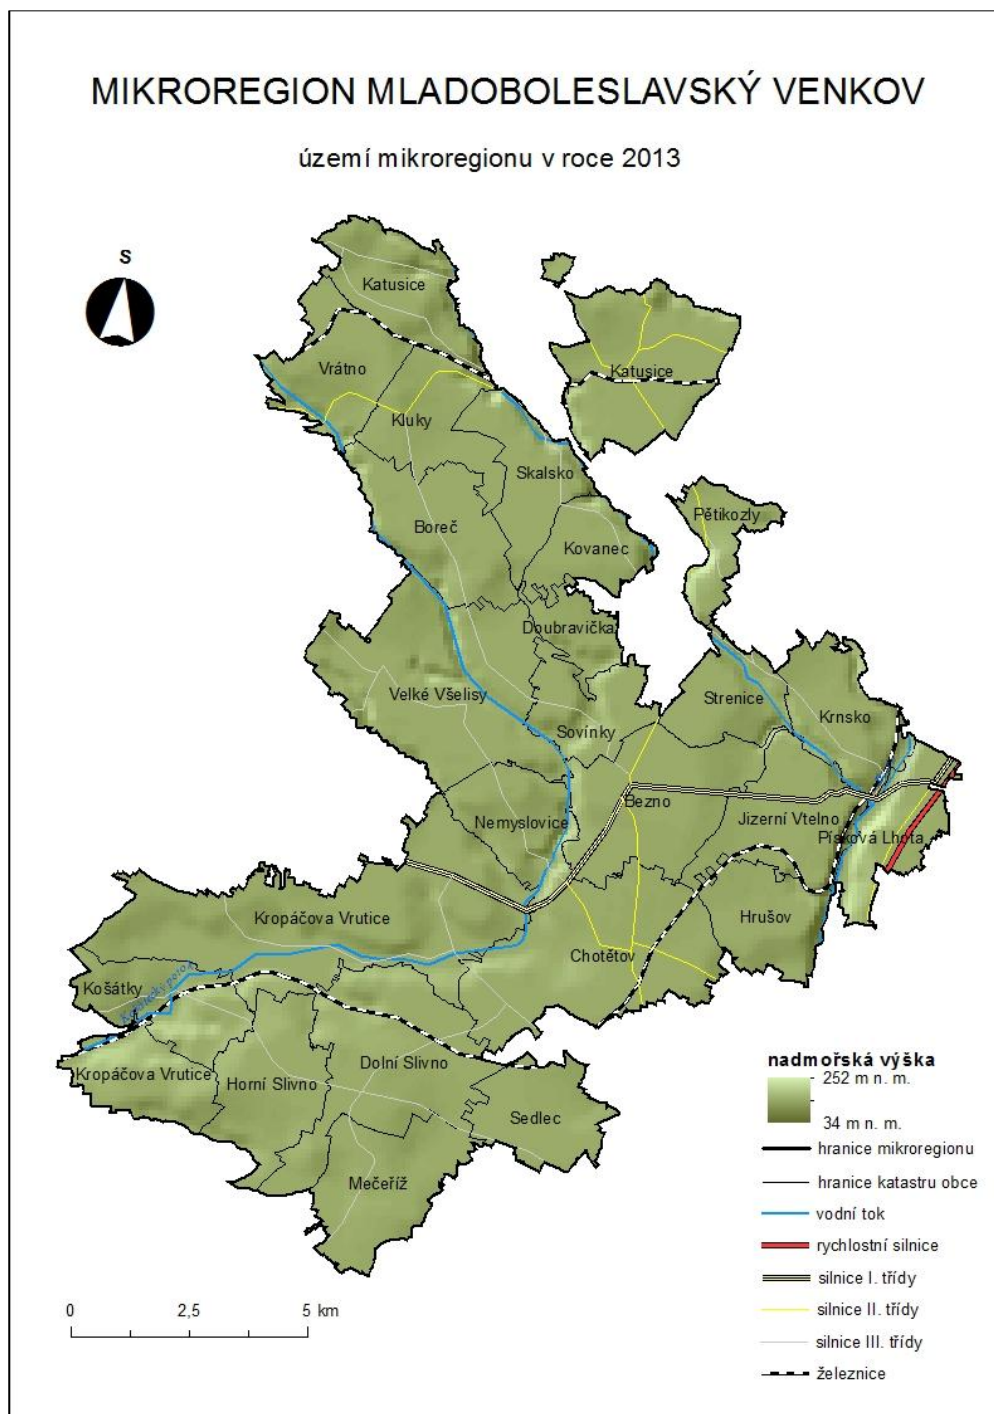 MIKROREGION MLADOBOLESLAVSKÝ VENKOV
území mikroregionu v roce 2013
S
Katusice
Katusice
Vrátno
Kluky
Skalsko
Pětikozly
Boreč
Kovanec
Doubravička
Velké Všelisy
Strenice
Krnsko
Sovínky
Bezno
Nemyslovice
Jizerní Vtelno
Písková Lhota
Kropáčova Vrutice
Hrušov
Chotětov
Košátky
Košátecký potok
Kropáčova Vrutice
Horní Slivno
Dolní Slivno
Sedlec
Mečeříž
nadmořská výška
252 m n. m.
34 m n. m.
hranice mikroregionu
hranice katastru obce
vodní tok
rychlostní silnice
silnice I. třídy
silnice II. třídy
silnice III. třídy
železnice
0 2,5 5 km